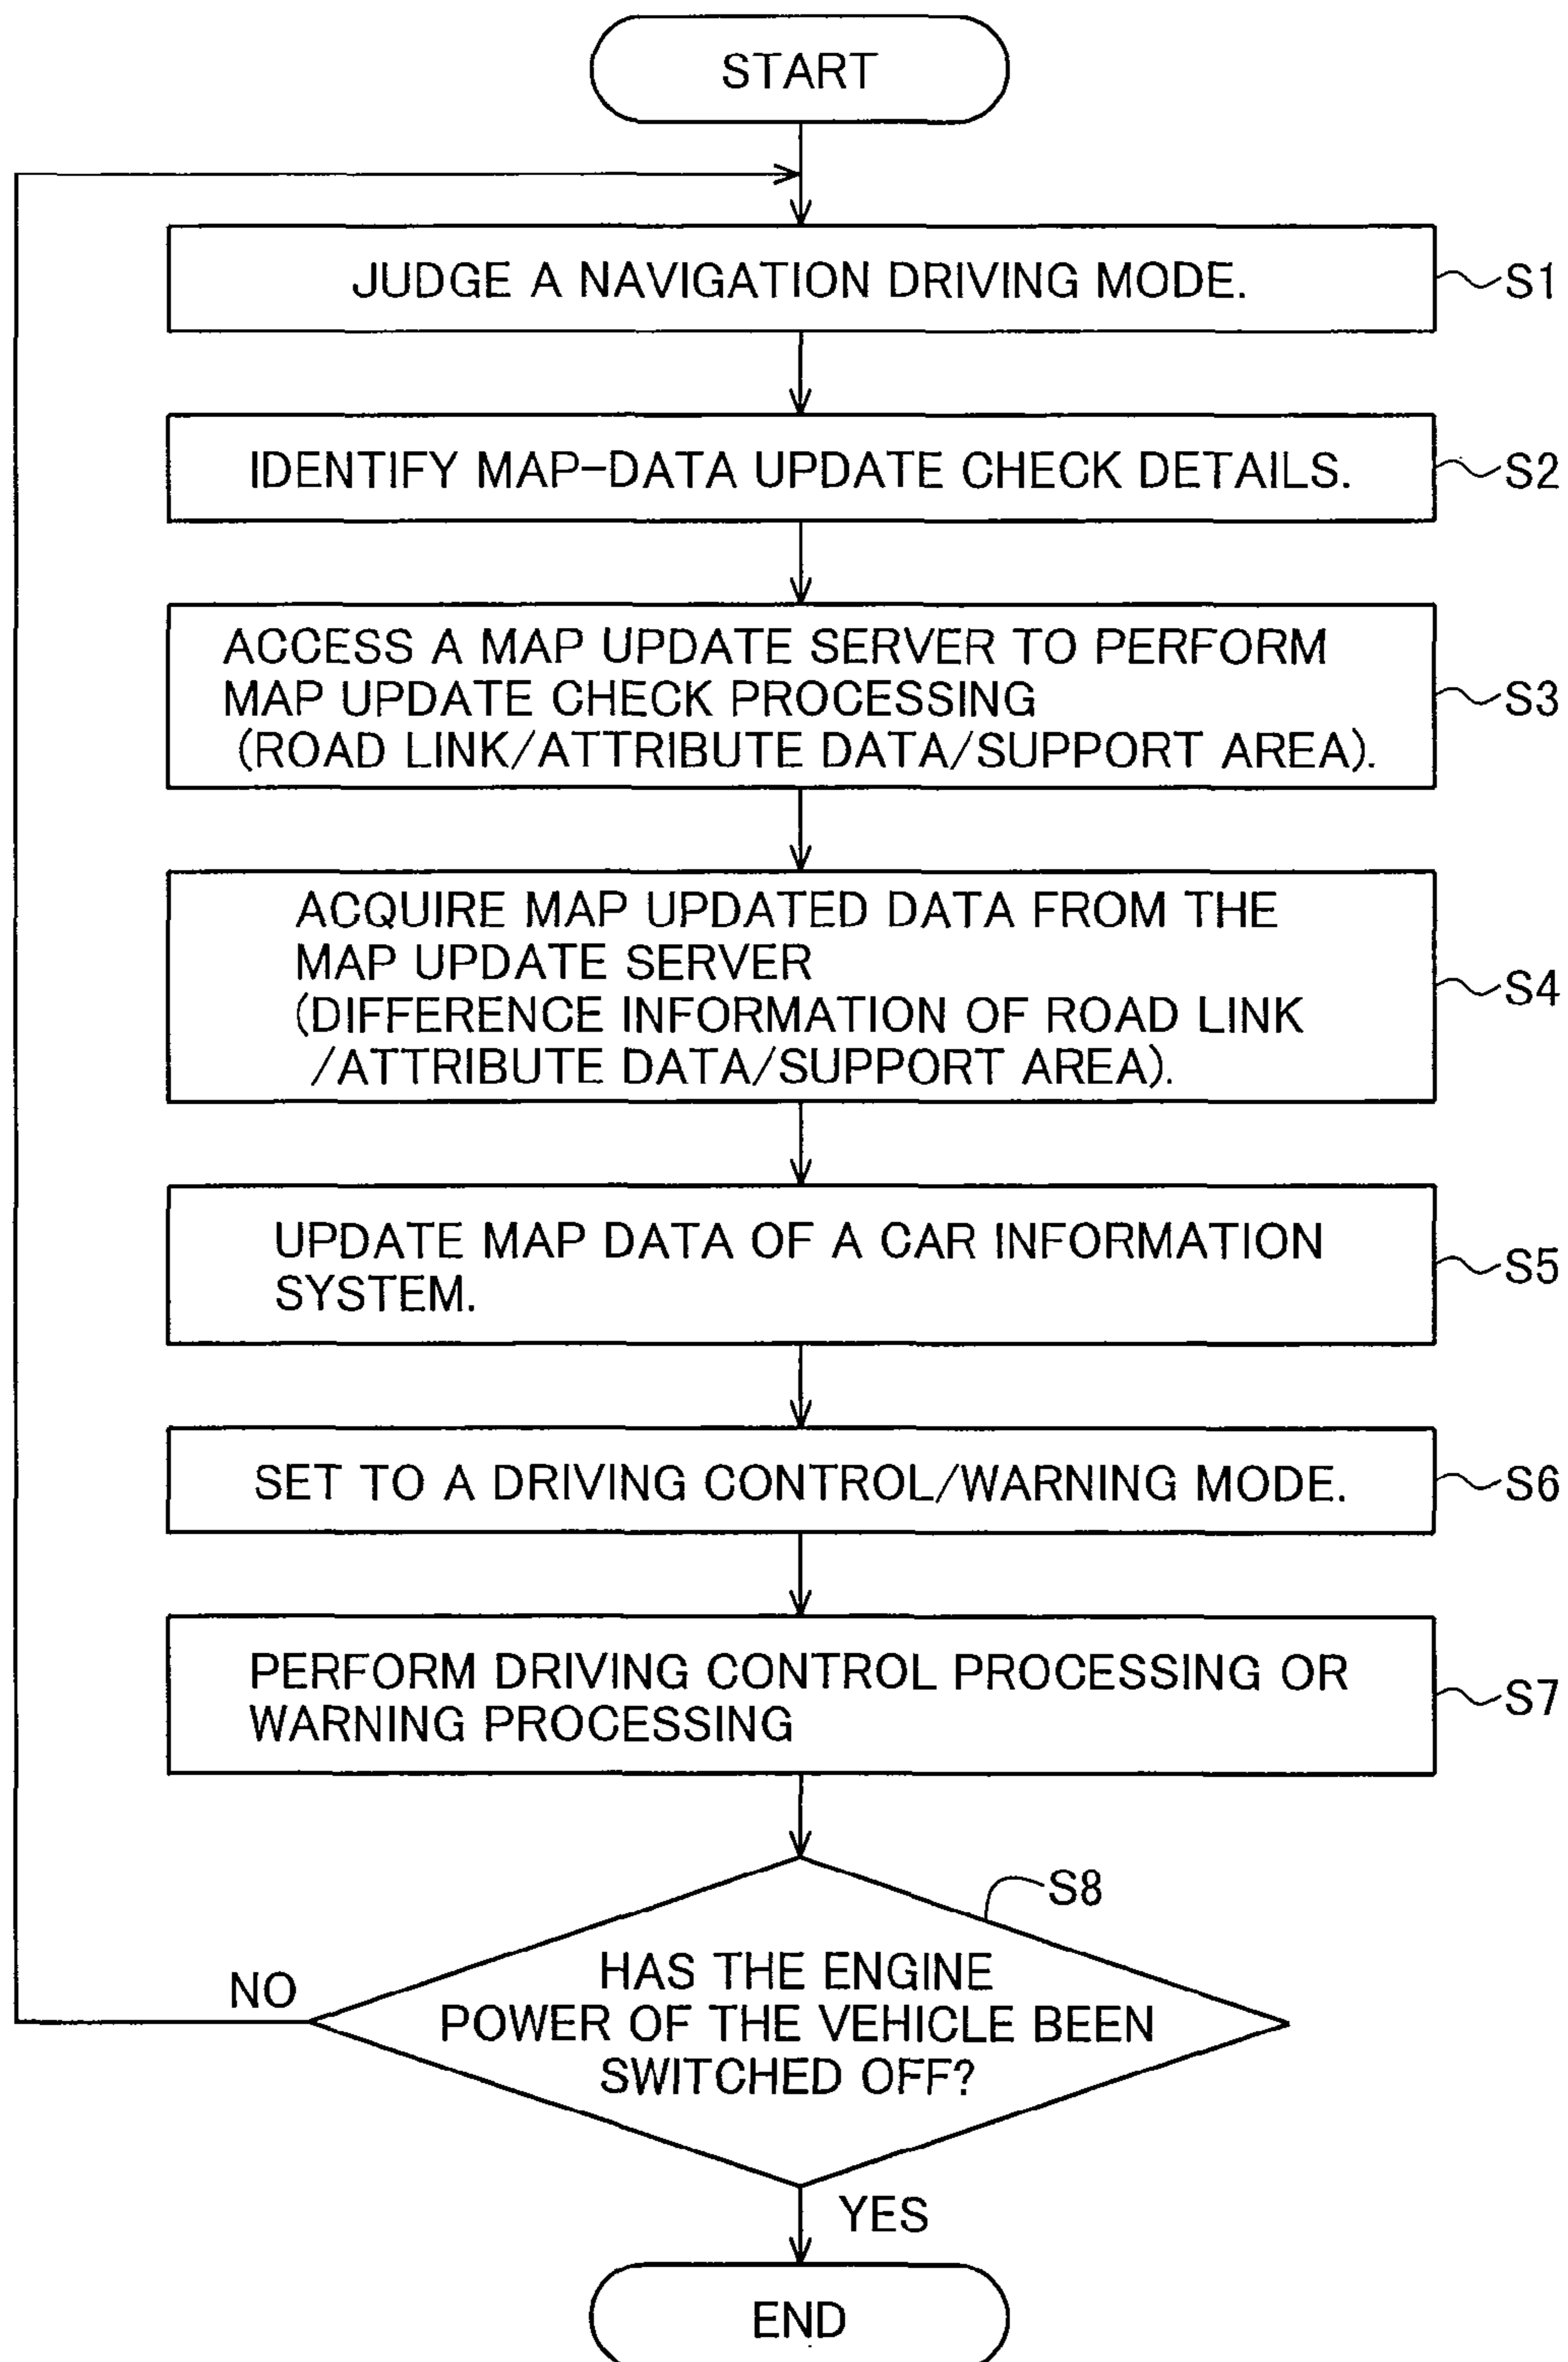 START
JUDGE A NAVIGATION DRIVING MODE.
S1
IDENTIFY MAP-DATA UPDATE CHECK DETAILS.
S2
ACCESS A MAP UPDATE SERVER TO PERFORM
MAP UPDATE CHECK PROCESSING
(ROAD LINK/ATTRIBUTE DATA/SUPPORT AREA).
S3
ACQUIRE MAP UPDATED DATA FROM THE
MAP UPDATE SERVER
(DIFFERENCE INFORMATION OF ROAD LINK
/ATTRIBUTE DATA/SUPPORT AREA).
S4
UPDATE MAP DATA OF A CAR INFORMATION
SYSTEM.
S5
SET TO A DRIVING CONTROL/WARNING MODE.
S6
PERFORM DRIVING CONTROL PROCESSING OR
WARNING PROCESSING
S7
S8
HAS THE ENGINE
POWER OF THE VEHICLE BEEN
SWITCHED OFF?
NO
YES
END